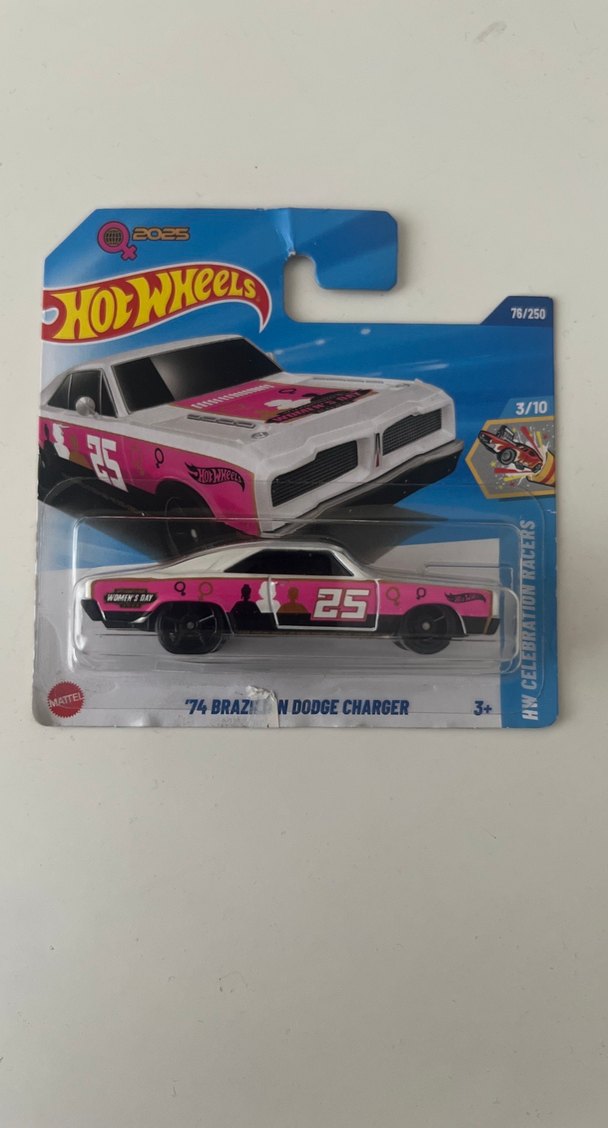 2025
HOT WHEELS
76/250
3/10
WOMEN'S DAY
25
HOT WHEELS
HW CELEBRATION RACERS
WOMEN'S DAY
25
MATTEL
'74 BRAZI N DODGE CHARGER
3+